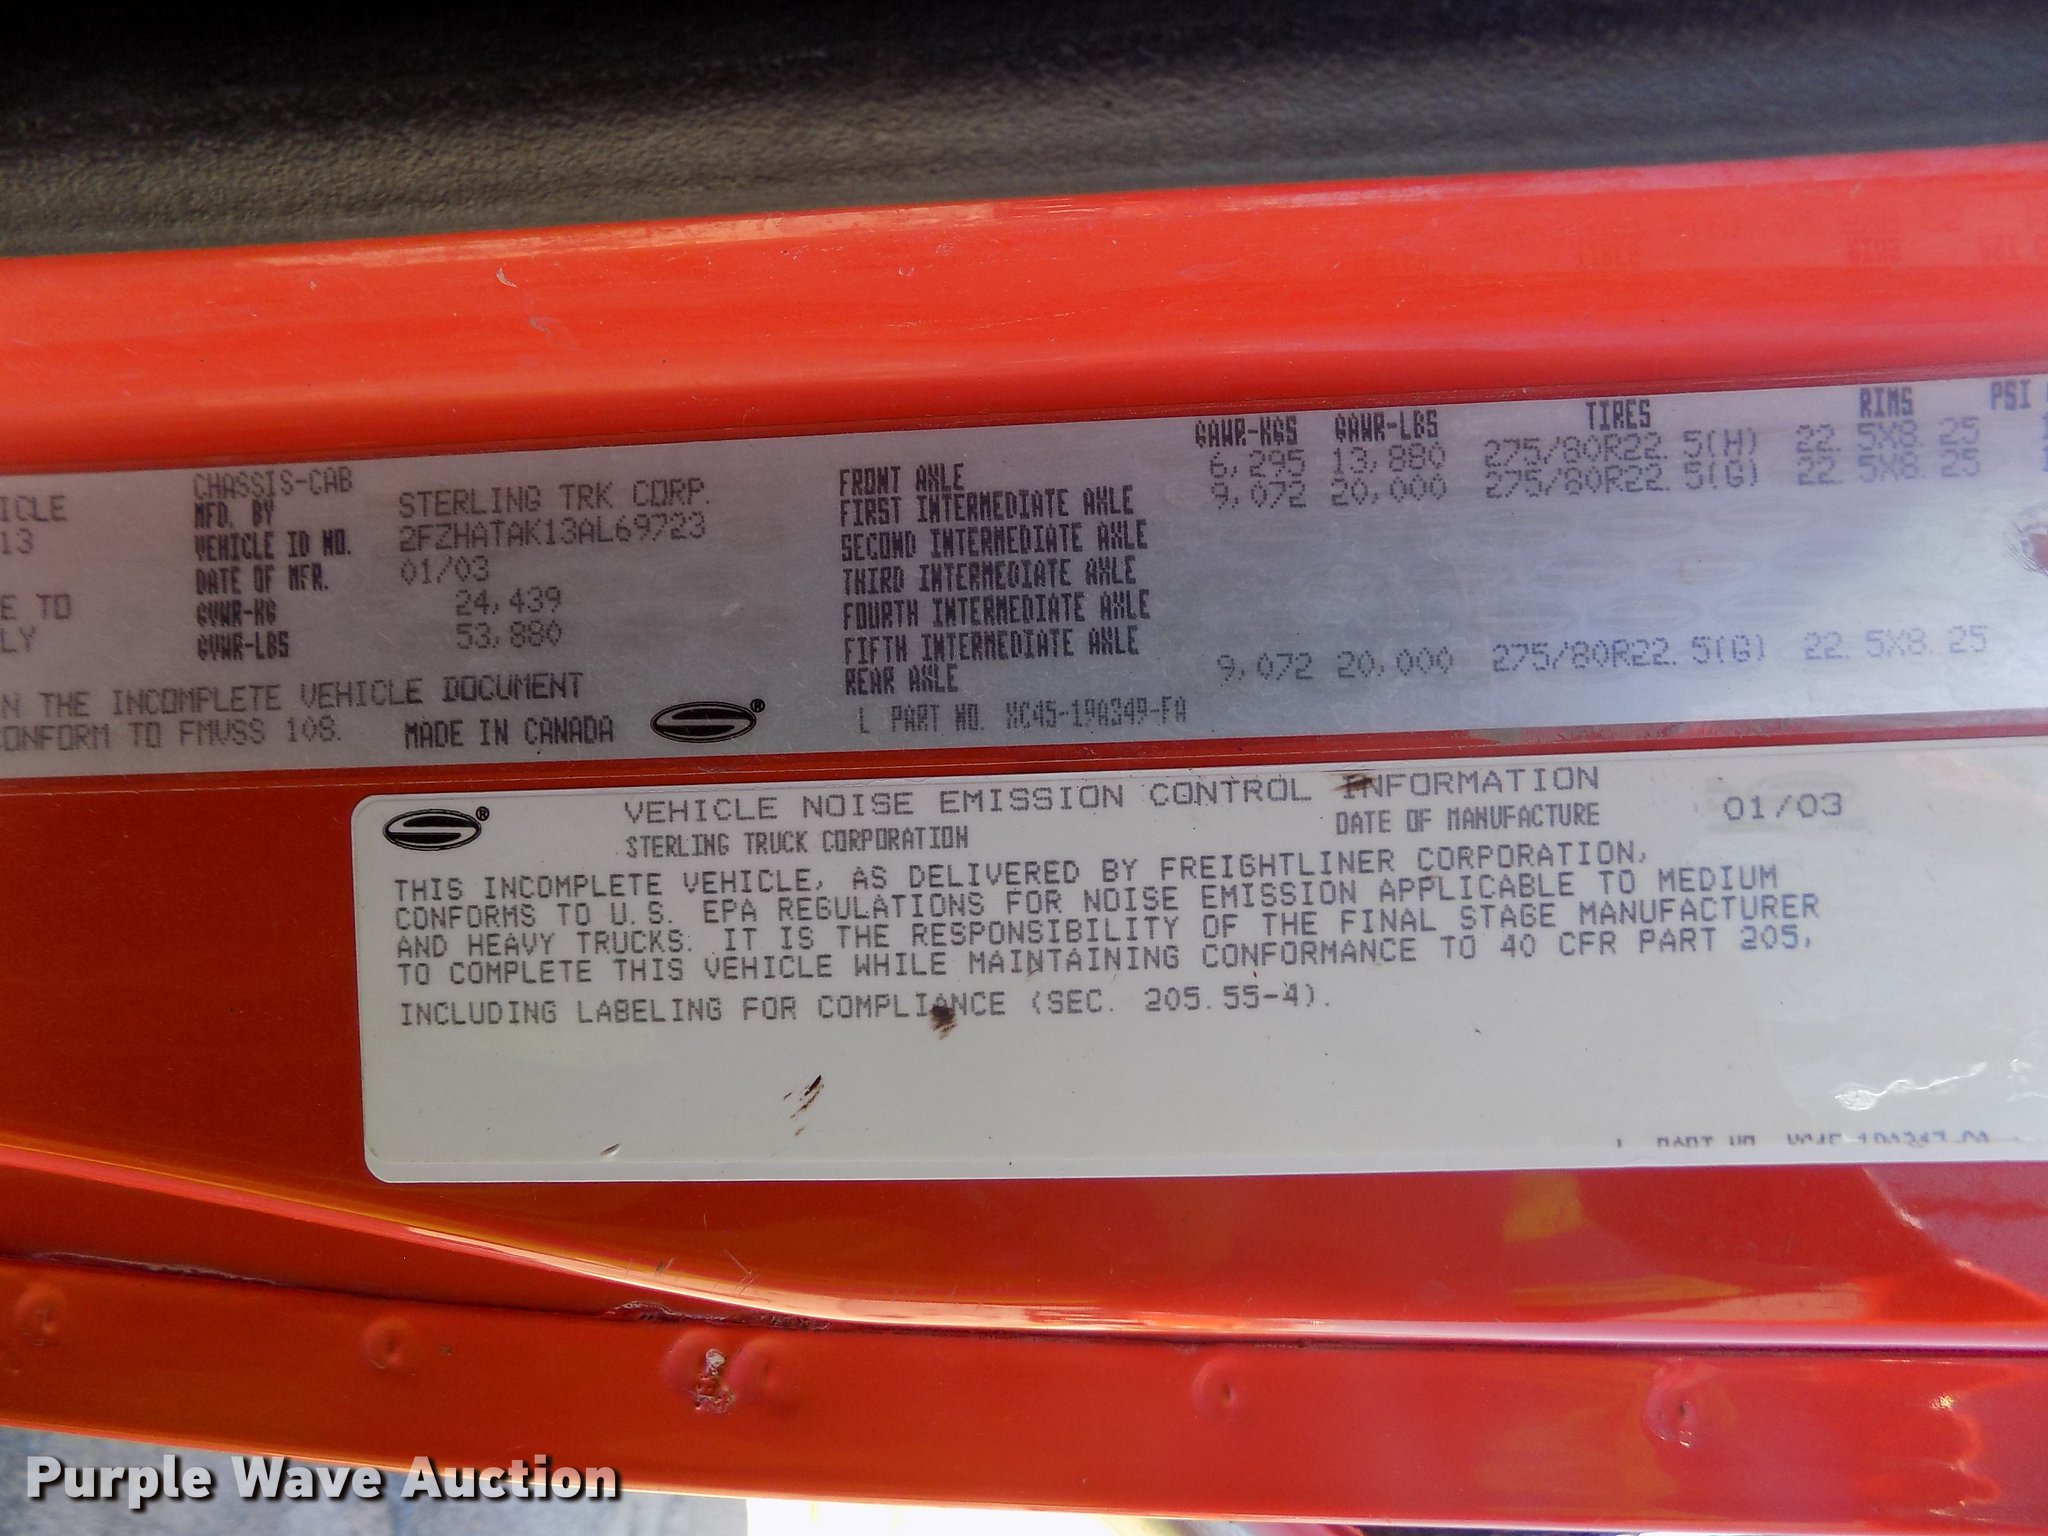 CHASSIS-CAB
ICLE MFD. BY STERLING TRK CORP.
13 VEHICLE ID NO. 2FZHATAK13AL69723
DATE OF MFR. 01/03
E TO GVWR-KG 24,439
LY GVWR-LBS 53,880
N THE INCOMPLETE VEHICLE DOCUMENT
CONFORM TO FMVSS 108. MADE IN CANADA ®
GAWR-KGS GAWR-LBS TIRES RIMS PSI
FRONT AXLE 6,295 13,880 275/80R22.5(H) 22.5X8.25
FIRST INTERMEDIATE AXLE 9,072 20,000 275/80R22.5(G) 22.5X8.25
SECOND INTERMEDIATE AXLE
THIRD INTERMEDIATE AXLE
FOURTH INTERMEDIATE AXLE
FIFTH INTERMEDIATE AXLE
REAR AXLE 9,072 20,000 275/80R22.5(G) 22.5X8.25
L PART NO. XC45-19A349-FA
® VEHICLE NOISE EMISSION CONTROL INFORMATION
STERLING TRUCK CORPORATION DATE OF MANUFACTURE 01/03
THIS INCOMPLETE VEHICLE, AS DELIVERED BY FREIGHTLINER CORPORATION,
CONFORMS TO U.S. EPA REGULATIONS FOR NOISE EMISSION APPLICABLE TO MEDIUM
AND HEAVY TRUCKS. IT IS THE RESPONSIBILITY OF THE FINAL STAGE MANUFACTURER
TO COMPLETE THIS VEHICLE WHILE MAINTAINING CONFORMANCE TO 40 CFR PART 205,
INCLUDING LABELING FOR COMPLIANCE (SEC. 205.55-4).
L PART NO.
Purple Wave Auction